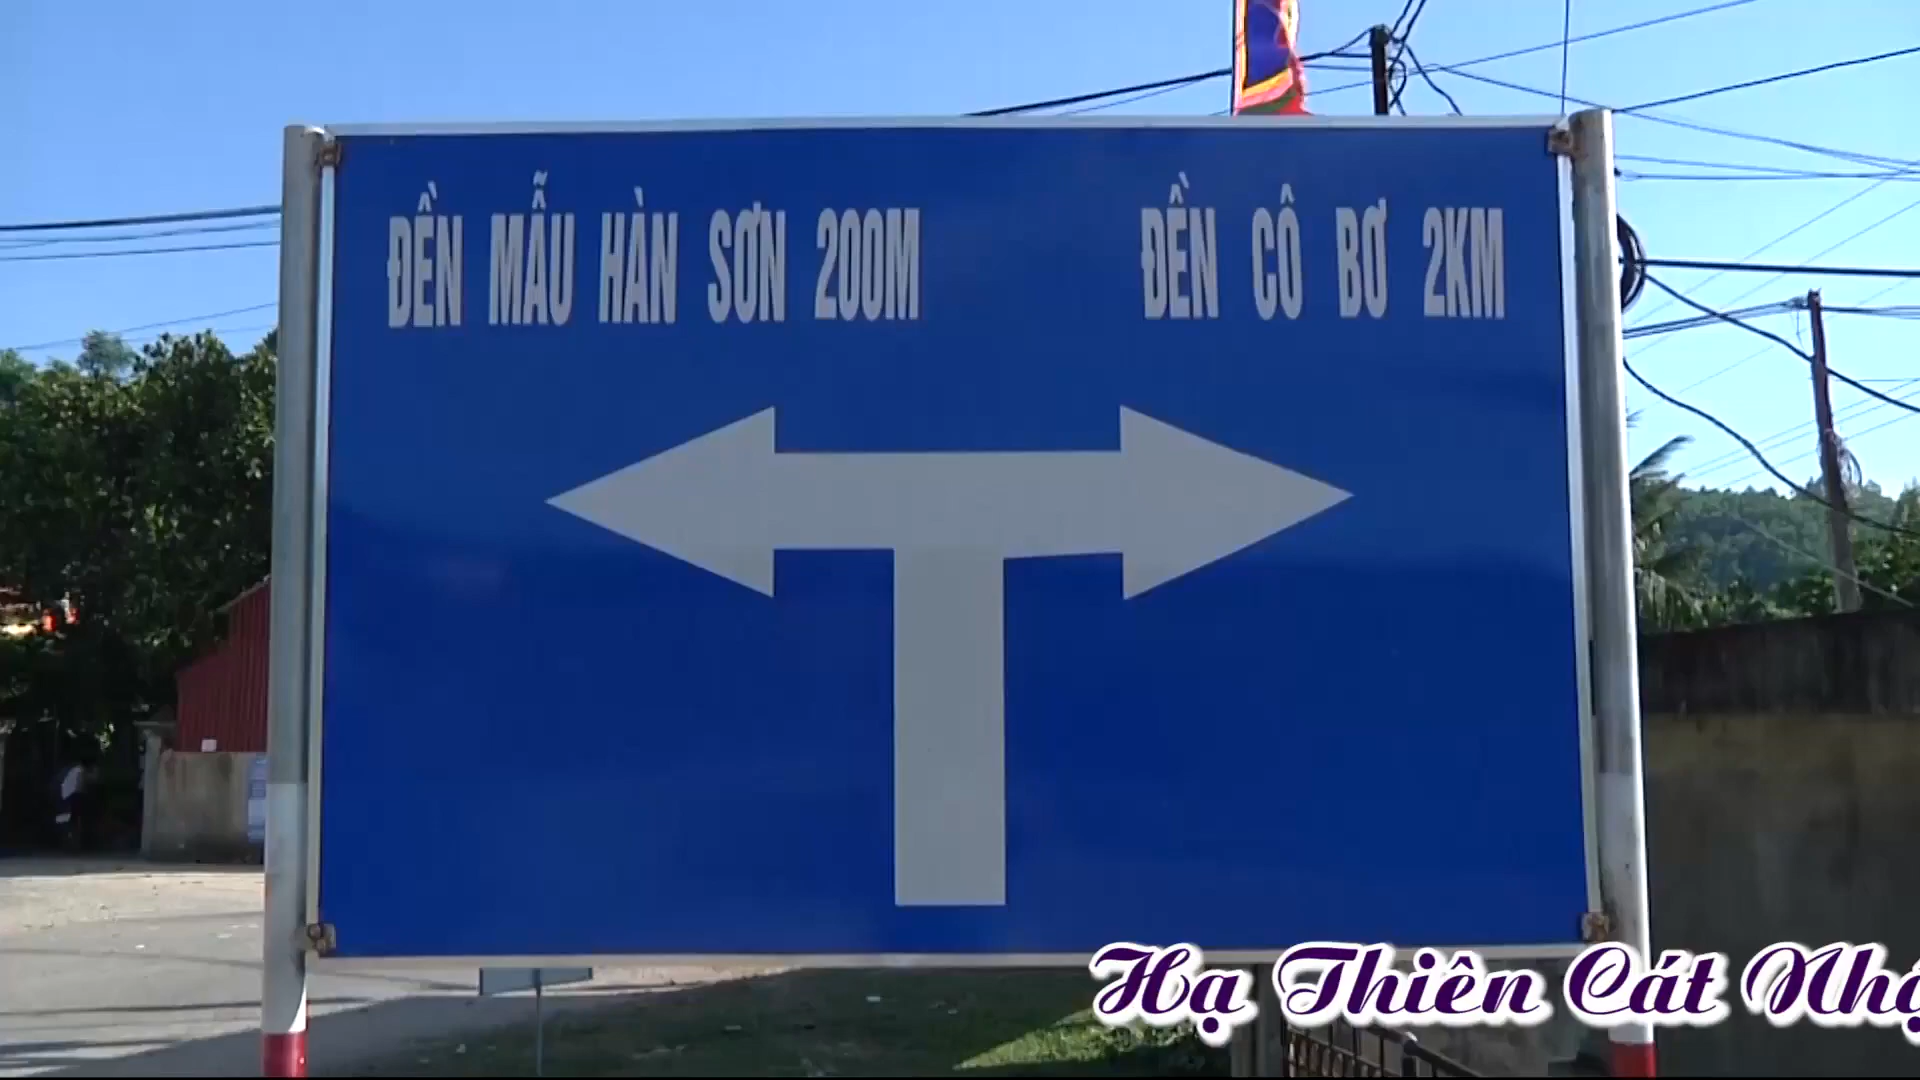 ĐỀN MẪU HÀN SƠN 200M
ĐỀN CÔ BƠ 2KM
Hạ Thiên Cát